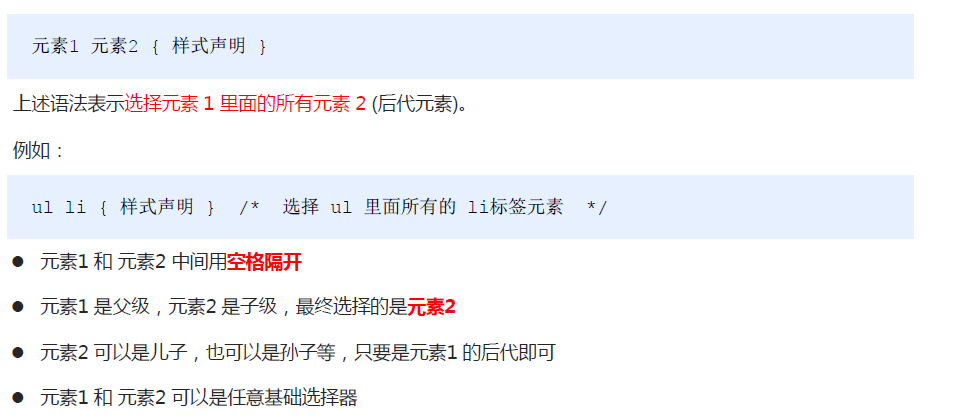 元素1 元素2 { 样式声明 }
上述语法表示选择元素 1 里面的所有元素 2 (后代元素)。
例如：
ul li { 样式声明 }  /*  选择 ul 里面所有的 li标签元素  */
● 元素1 和 元素2 中间用空格隔开
● 元素1 是父级，元素2 是子级，最终选择的是元素2
● 元素2 可以是儿子，也可以是孙子等，只要是元素1 的后代即可
● 元素1 和 元素2 可以是任意基础选择器